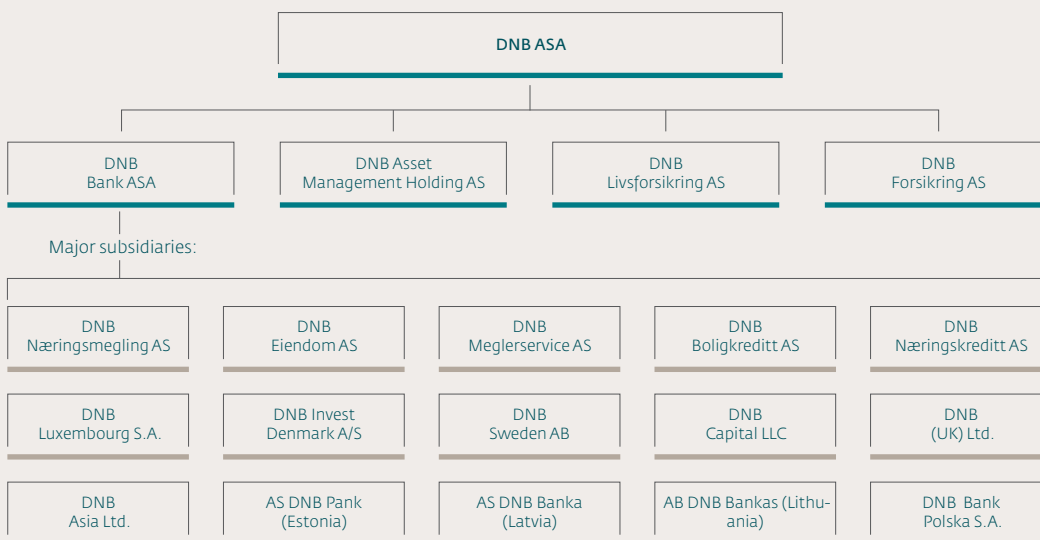 DNB ASA
DNB
Bank ASA
DNB Asset
Management Holding AS
DNB
Livsforsikring AS
DNB
Forsikring AS
Major subsidiaries:
DNB
Næringsmegling AS
DNB
Eiendom AS
DNB
Meglerservice AS
DNB
Boligkreditt AS
DNB
Næringskreditt AS
DNB
Luxembourg S.A.
DNB Invest
Denmark A/S
DNB
Sweden AB
DNB
Capital LLC
DNB
(UK) Ltd.
DNB
Asia Ltd.
AS DNB Pank
(Estonia)
AS DNB Banka
(Latvia)
AB DNB Bankas (Lithu-
ania)
DNB Bank
Polska S.A.